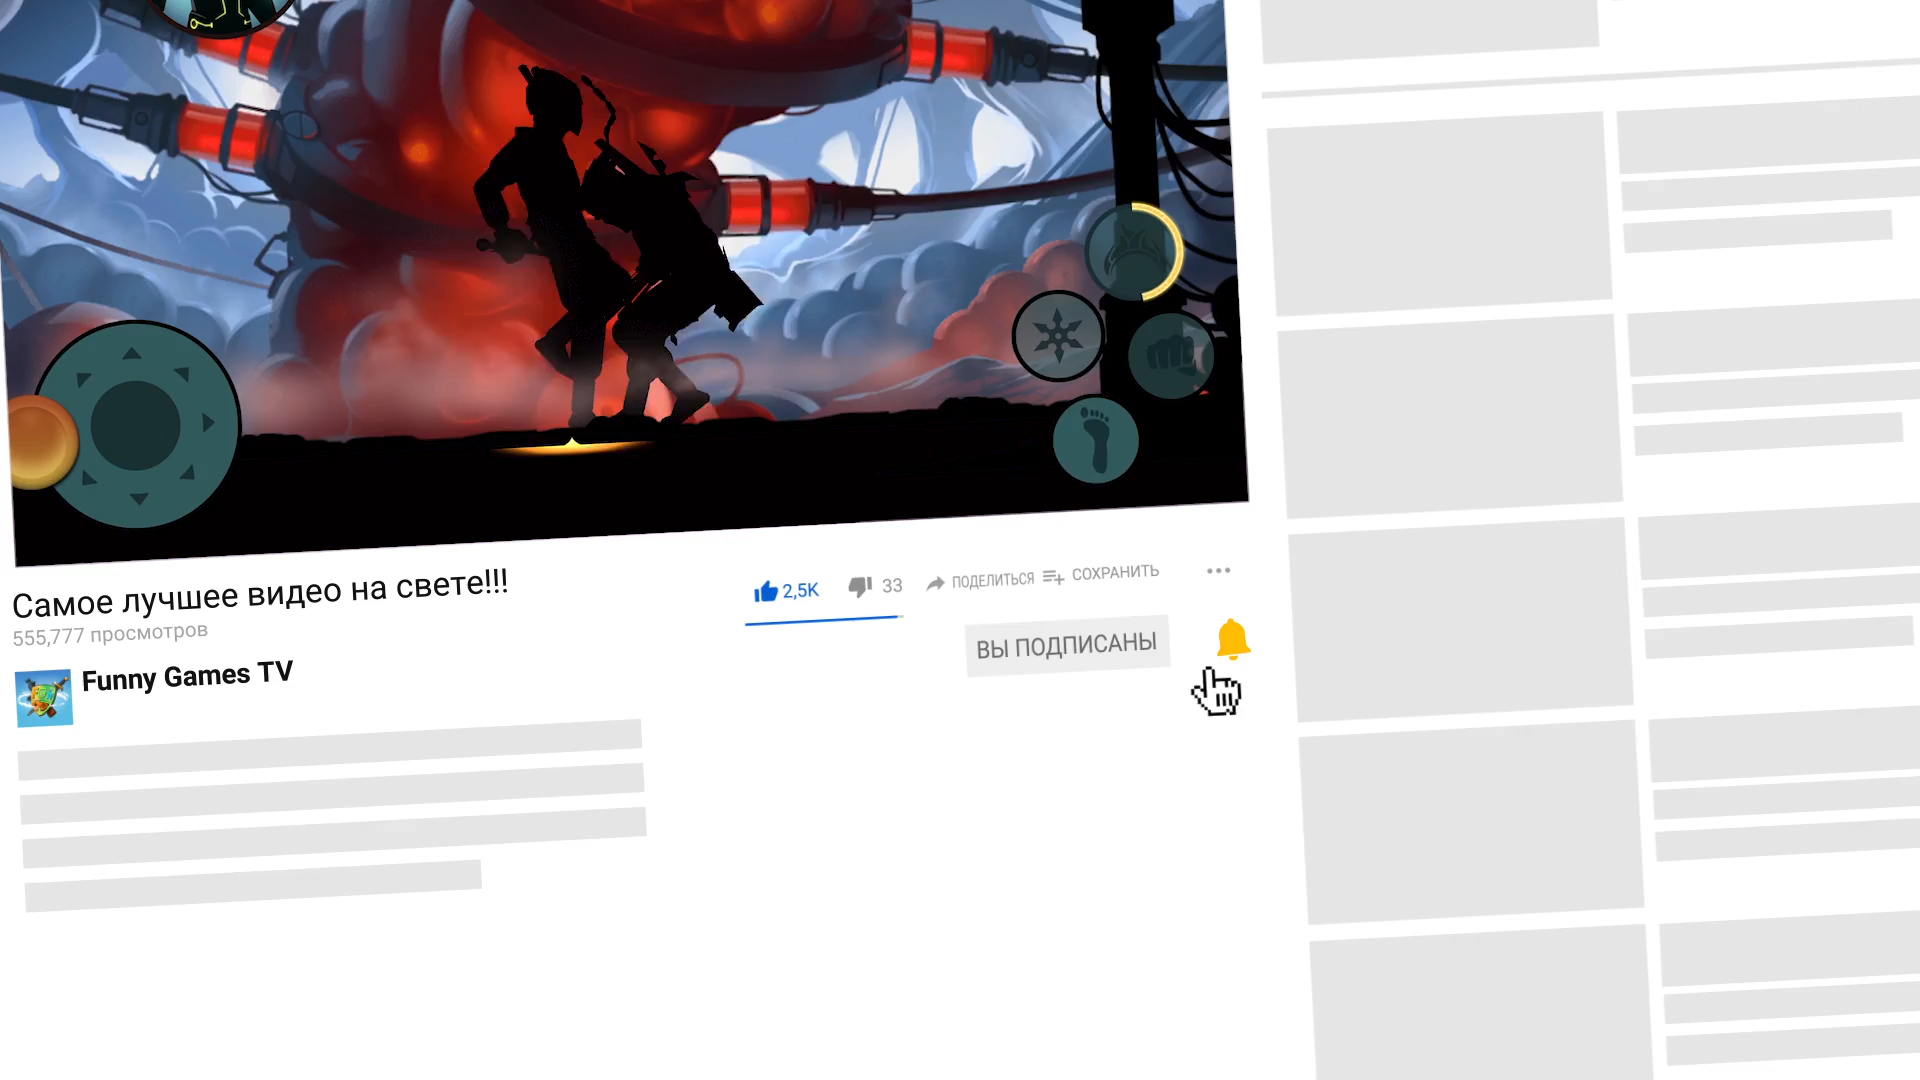 Самое лучшее видео на свете!!!
555,777 просмотров
2,5K
33
ПОДЕЛИТЬСЯ
СОХРАНИТЬ
ВЫ ПОДПИСАНЫ
Funny Games TV